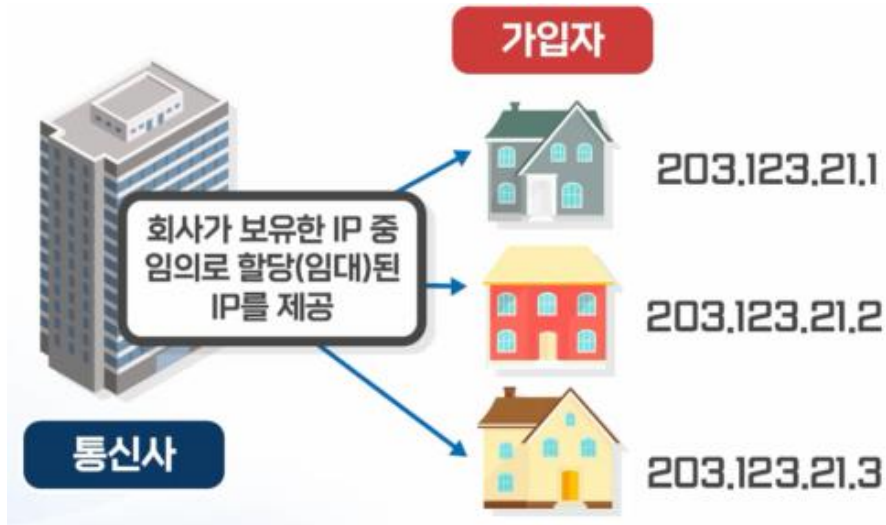 가입자
203.123.21.1
회사가 보유한 IP 중
임의로 할당(임대)된
IP를 제공
203.123.21.2
203.123.21.3
통신사